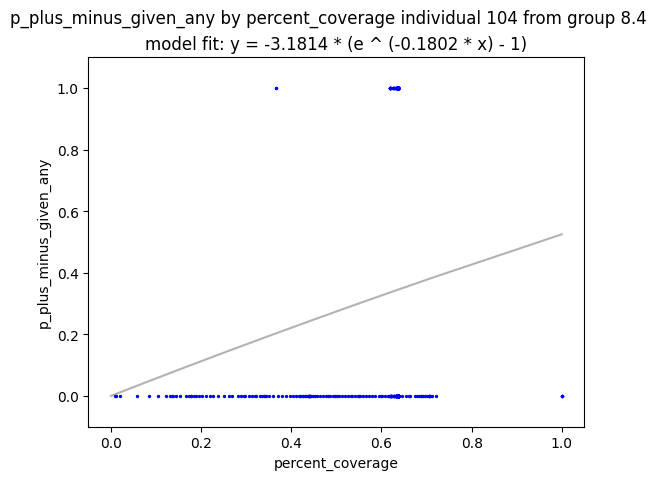 p_plus_minus_given_any by percent_coverage individual 104 from group 8.4
model fit: y = -3.1814 * (e ^ (-0.1802 * x) - 1)
1.0
0.8
0.6
0.4
0.2
0.0
p_plus_minus_given_any
0.0 0.2 0.4 0.6 0.8 1.0
percent_coverage